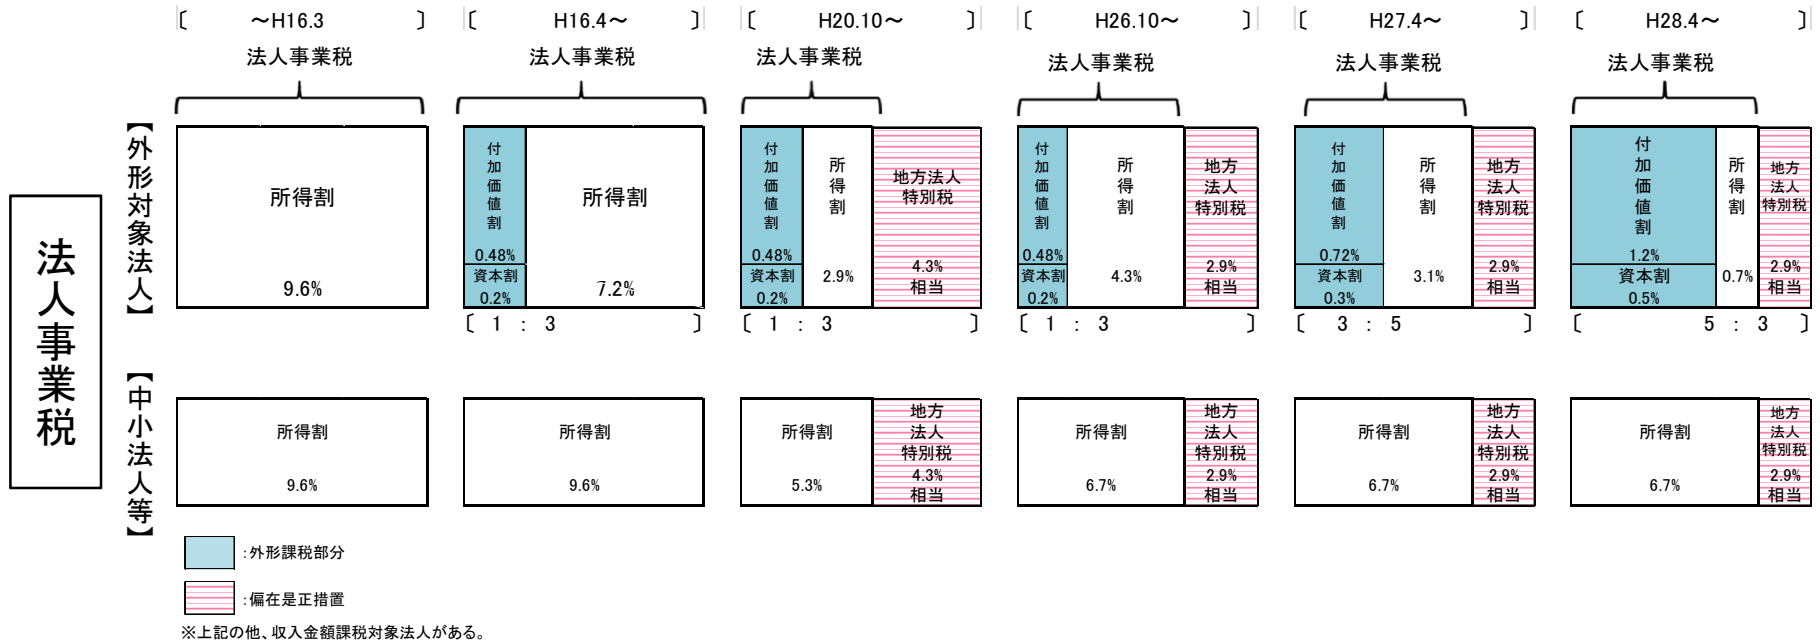 〔 ～H16.3 〕
〔 H16.4～ 〕
〔 H20.10～ 〕
〔 H26.10～ 〕
〔 H27.4～ 〕
〔 H28.4～ 〕
法人事業税
法人事業税
法人事業税
法人事業税
法人事業税
法人事業税
法人事業税
【外形対象法人】
所得割
9.6%
付加価値割
0.48%
資本割
0.2%
所得割
7.2%
〔 1 : 3 〕
付加価値割
0.48%
資本割
0.2%
所得割
2.9%
地方法人
特別税
4.3%
相当
〔 1 : 3 〕
付加価値割
0.48%
資本割
0.2%
所得割
4.3%
地方
法人
特別税
2.9%
相当
〔 1 : 3 〕
付加価値割
0.72%
資本割
0.3%
所得割
3.1%
地方
法人
特別税
2.9%
相当
〔 3 : 5 〕
付加価値割
1.2%
資本割
0.5%
所得割
0.7%
地方
法人
特別税
2.9%
相当
〔 5 : 3 〕
【中小法人等】
所得割
9.6%
所得割
9.6%
所得割
5.3%
地方
法人
特別税
4.3%
相当
所得割
6.7%
地方
法人
特別税
2.9%
相当
所得割
6.7%
地方
法人
特別税
2.9%
相当
所得割
6.7%
地方
法人
特別税
2.9%
相当
:外形課税部分
:偏在是正措置
※上記の他、収入金額課税対象法人がある。